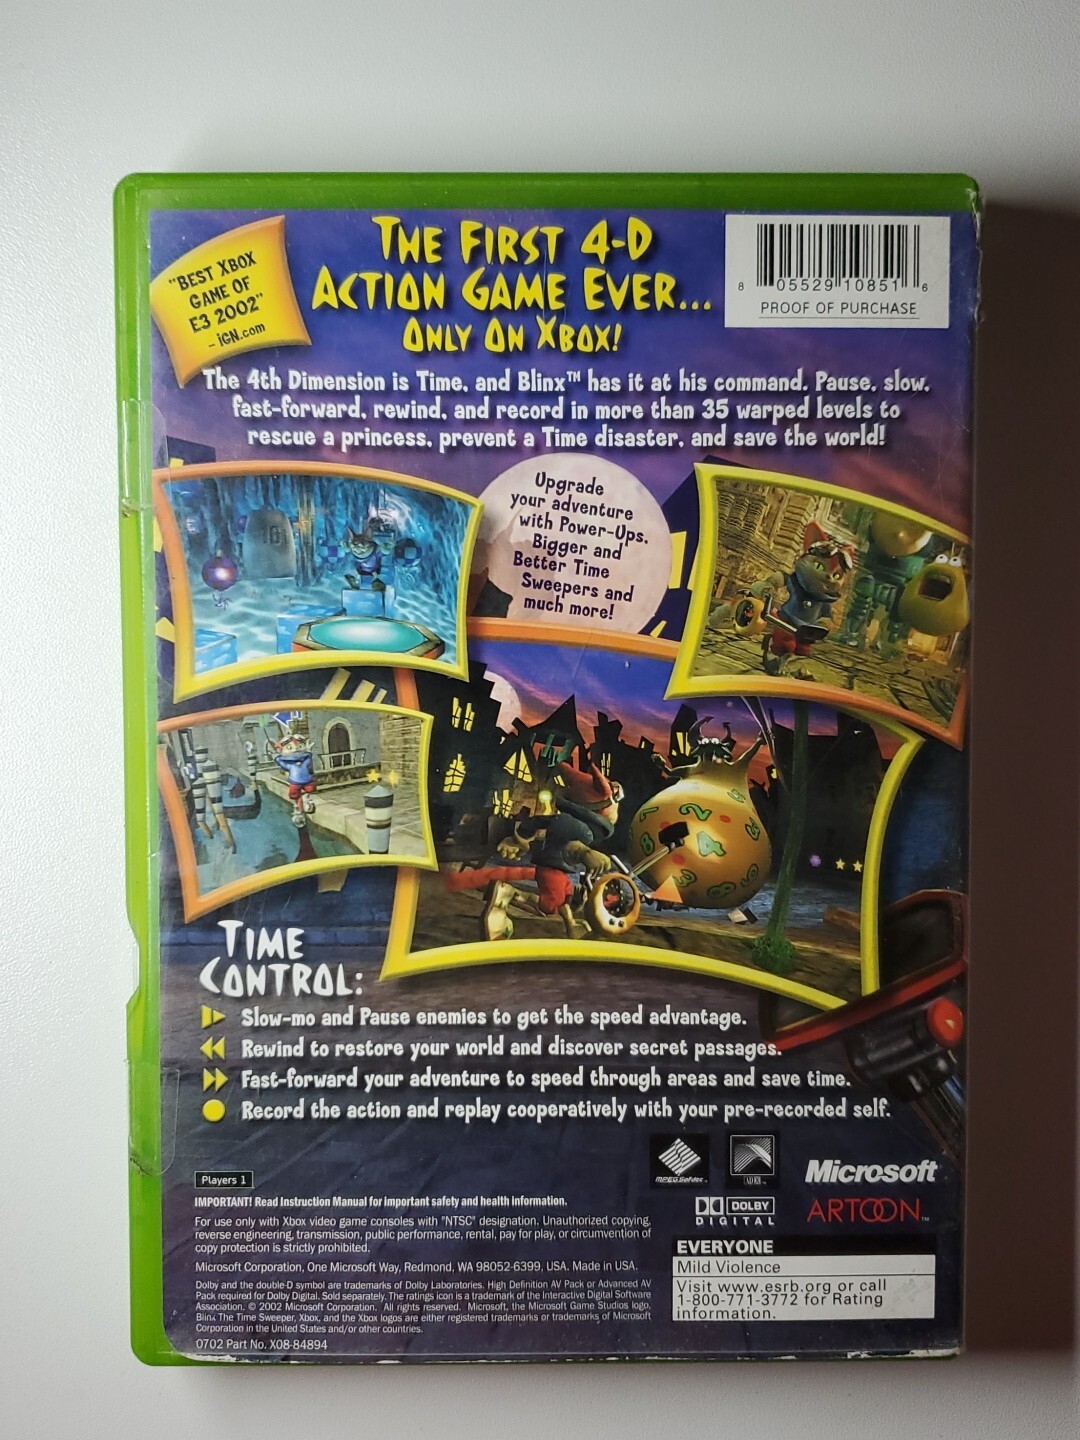 "BEST XBOX
GAME OF
E3 2002"
- iGN.com
THE FIRST 4-D
ACTION GAME EVER...
ONLY ON XBOX!
8 05529 10851 6
PROOF OF PURCHASE
The 4th Dimension is Time, and Blinx™ has it at his command. Pause, slow,
fast-forward, rewind, and record in more than 35 warped levels to
rescue a princess, prevent a Time disaster, and save the world!
Upgrade
your adventure
with Power-Ups,
Bigger and
Better Time
Sweepers and
much more!
TIME
CONTROL:
Slow-mo and Pause enemies to get the speed advantage.
Rewind to restore your world and discover secret passages.
Fast-forward your adventure to speed through areas and save time.
Record the action and replay cooperatively with your pre-recorded self.
Players 1
IMPORTANT! Read Instruction Manual for important safety and health information.
For use only with Xbox video game consoles with "NTSC" designation. Unauthorized copying,
reverse engineering, transmission, public performance, rental, pay for play, or circumvention of
copy protection is strictly prohibited.
Microsoft Corporation, One Microsoft Way, Redmond, WA 98052-6399, USA. Made in USA.
Dolby and the double-D symbol are trademarks of Dolby Laboratories. High Definition AV Pack or Advanced AV
Pack required for Dolby Digital. Sold separately. The ratings icon is a trademark of the Interactive Digital Software
Association. © 2002 Microsoft Corporation. All rights reserved. Microsoft, the Microsoft Game Studios logo,
Blinx The Time Sweeper, Xbox, and the Xbox logos are either registered trademarks or trademarks of Microsoft
Corporation in the United States and/or other countries.
0702 Part No. X08-84894
MPEG Sofdec
ADX
Microsoft
DOLBY
DIGITAL
ARTOON™
EVERYONE
Mild Violence
Visit www.esrb.org or call
1-800-771-3772 for Rating
information.